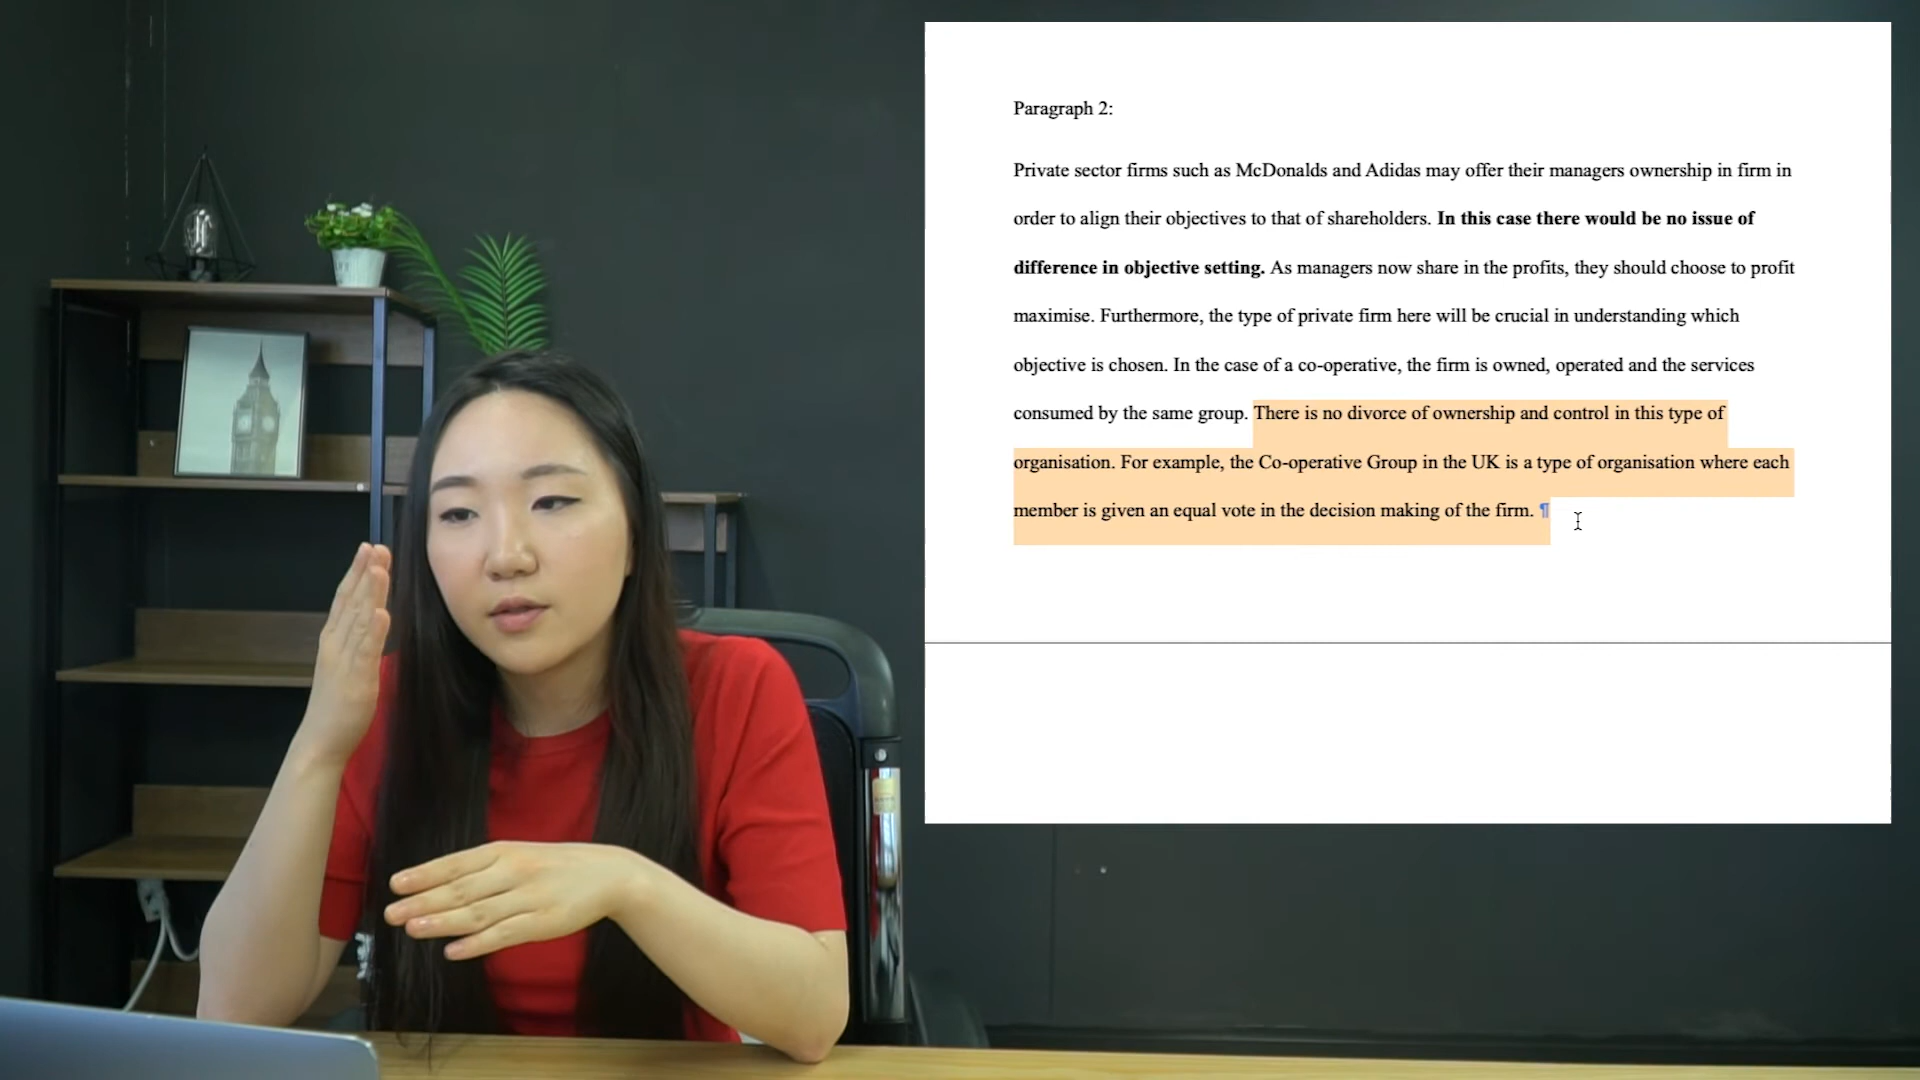 Paragraph 2:
Private sector firms such as McDonalds and Adidas may offer their managers ownership in firm in
order to align their objectives to that of shareholders. In this case there would be no issue of
difference in objective setting. As managers now share in the profits, they should choose to profit
maximise. Furthermore, the type of private firm here will be crucial in understanding which
objective is chosen. In the case of a co-operative, the firm is owned, operated and the services
consumed by the same group. There is no divorce of ownership and control in this type of
organisation. For example, the Co-operative Group in the UK is a type of organisation where each
member is given an equal vote in the decision making of the firm. ¶